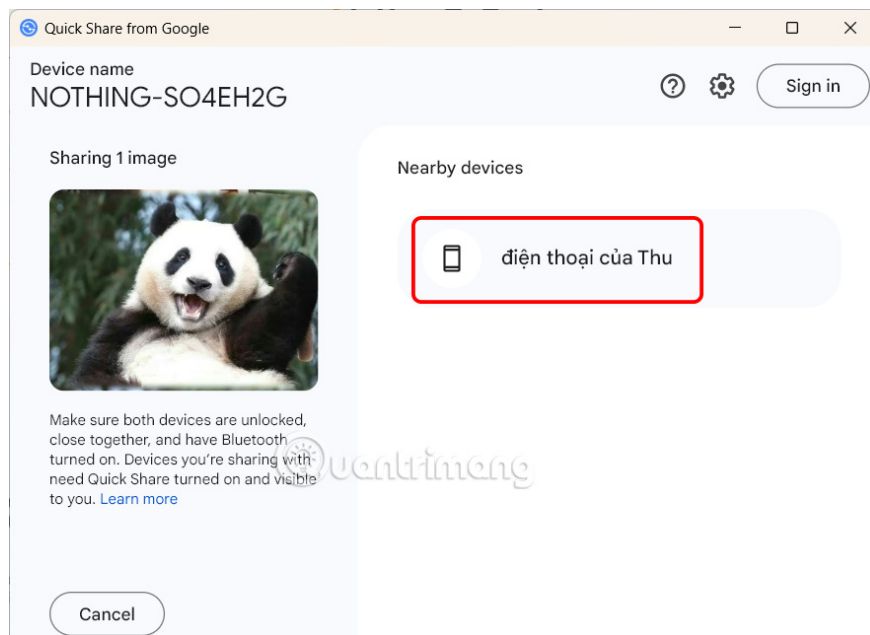 Quick Share from Google
Device name
NOTHING-SO4EH2G
Sign in
Sharing 1 image
Make sure both devices are unlocked,
close together, and have Bluetooth
turned on. Devices you're sharing with
need Quick Share turned on and visible
to you. Learn more
Cancel
Nearby devices
điện thoại của Thu
Quantrimang